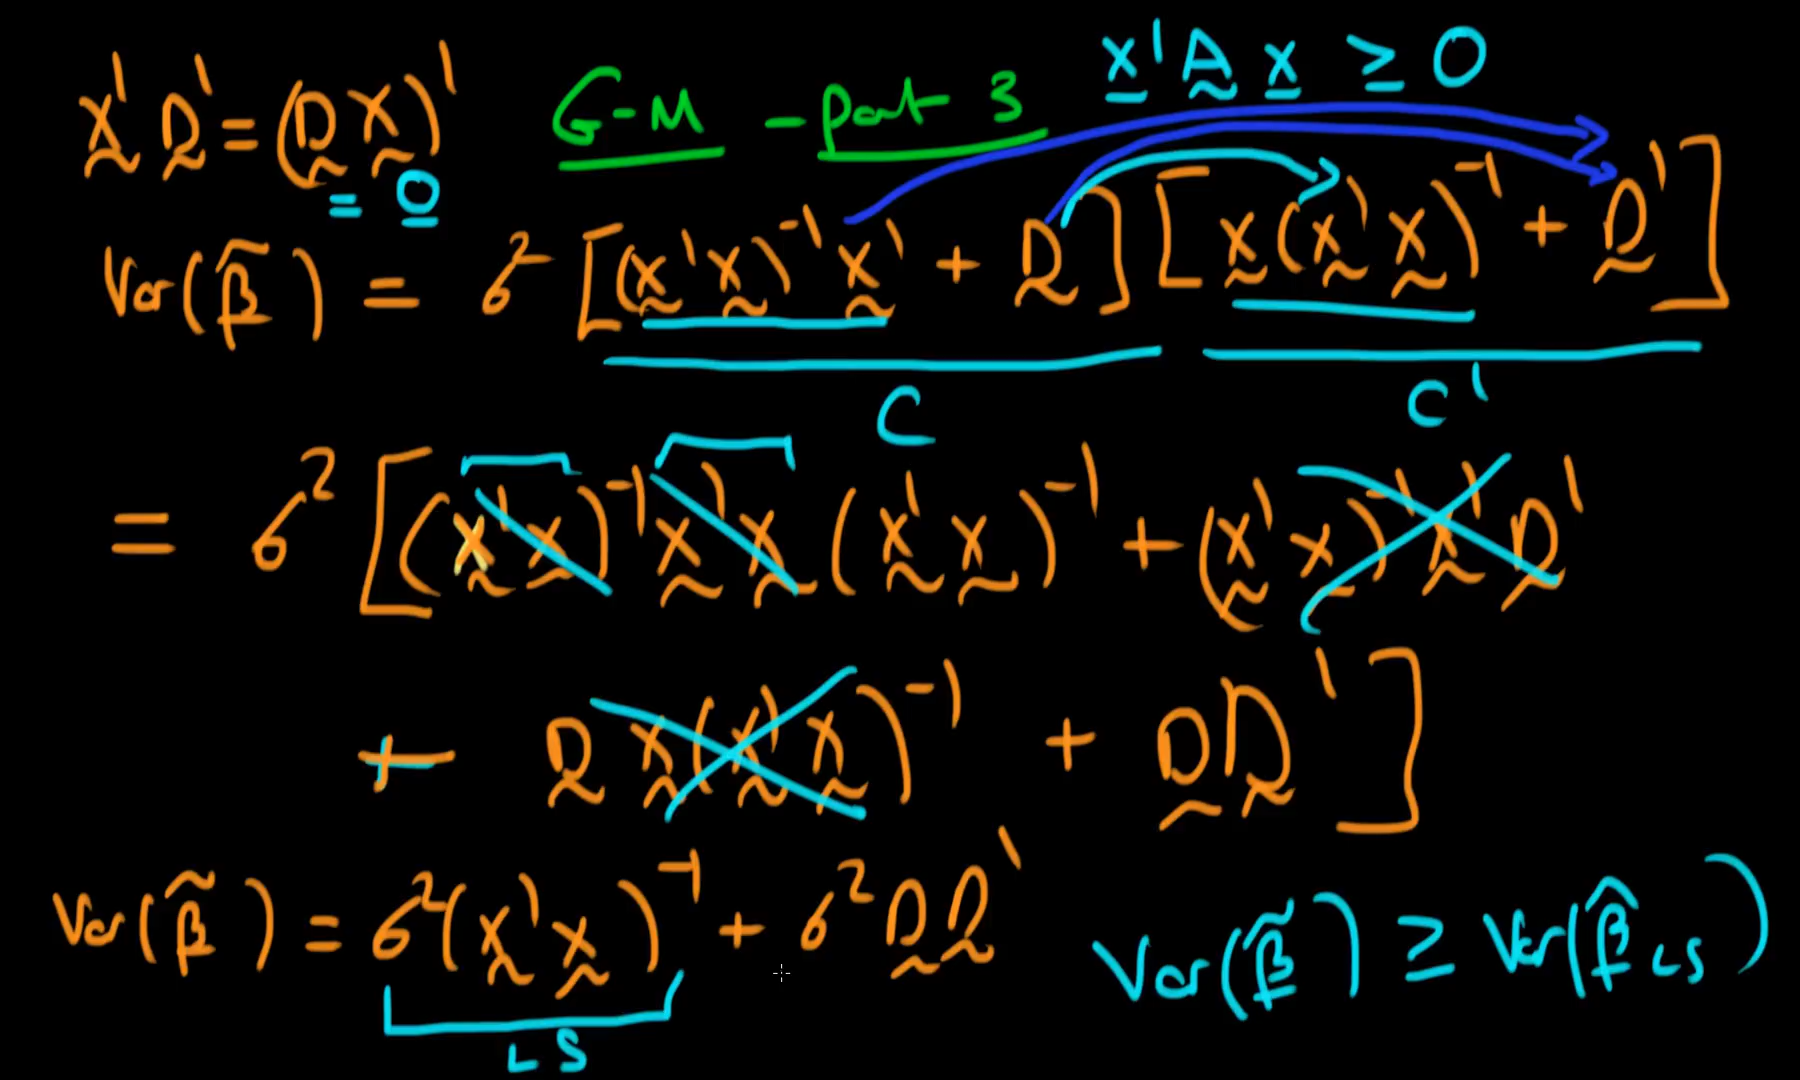 X'D' = (DX)' = 0
G-M - part 3
x'Ax ≥ 0
Var(β̃) = σ²[(X'X)⁻¹X' + D][X(X'X)⁻¹ + D']
C C'
= σ²[(X'X)⁻¹X'X(X'X)⁻¹ + (X'X)⁻¹X'D'
+ DX(X'X)⁻¹ + DD']
Var(β̃) = σ²(X'X)⁻¹ + σ²DD'
LS
Var(β̃) ≥ Var(β̂LS)